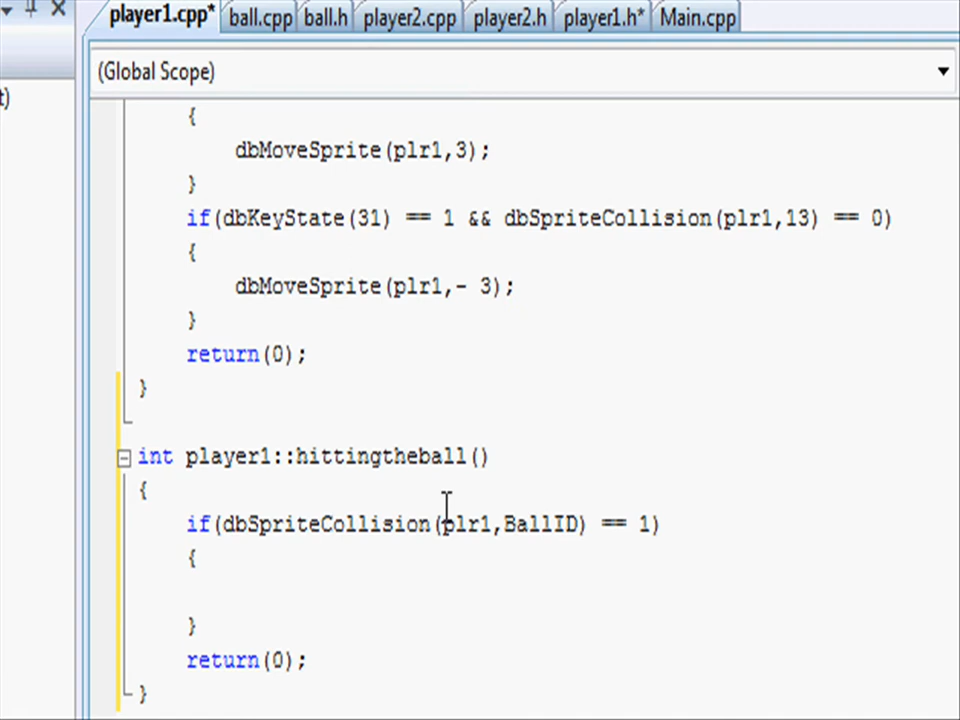 player1.cpp* ball.cpp ball.h player2.cpp player2.h player1.h* Main.cpp
(Global Scope)
t)
{
dbMoveSprite(plr1,3);
}
if(dbKeyState(31) == 1 && dbSpriteCollision(plr1,13) == 0)
{
dbMoveSprite(plr1,- 3);
}
return(0);
}
int player1::hittingtheball()
{
if(dbSpriteCollision(plr1,BallID) == 1)
{
}
return(0);
}